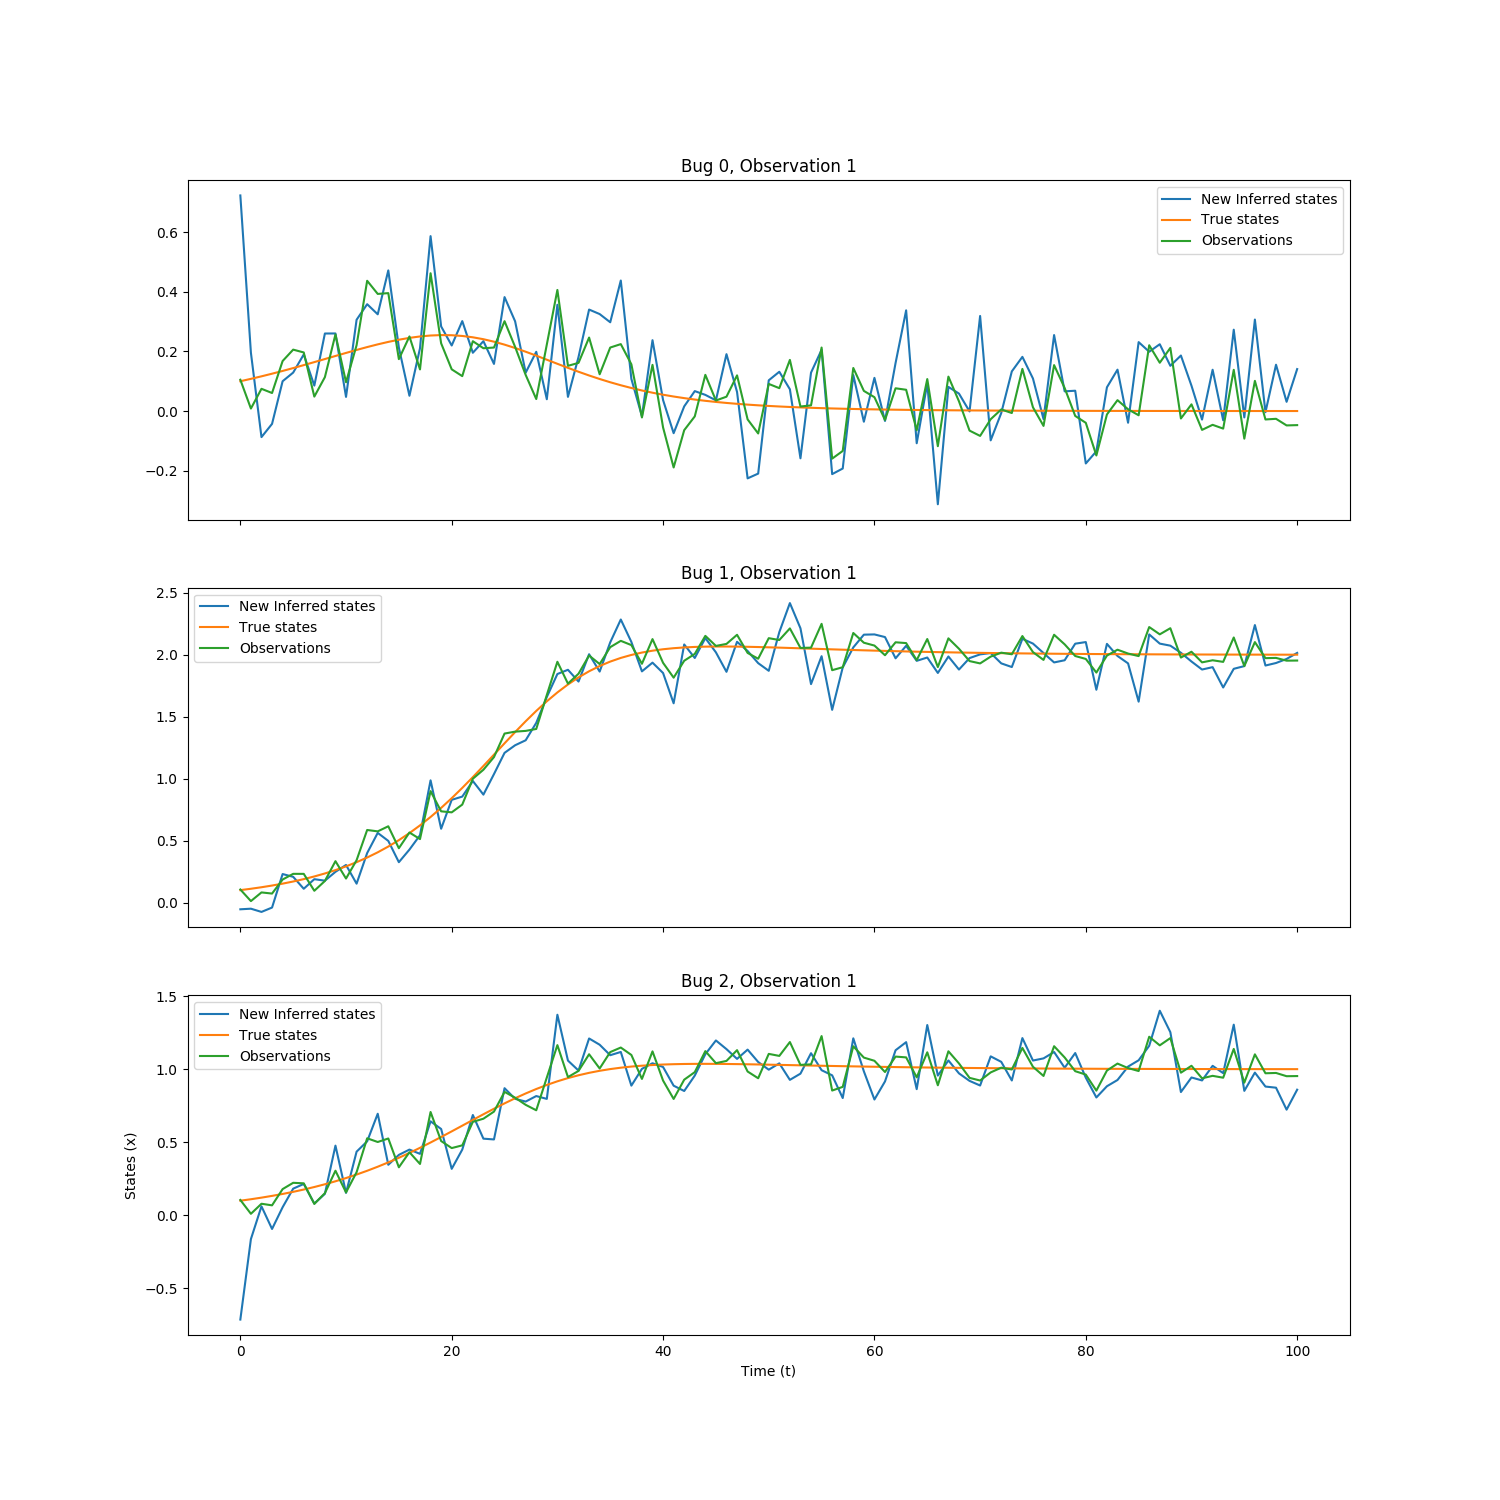 Bug 0, Observation 1
New Inferred states
True states
Observations
0.6
0.4
0.2
0.0
−0.2
Bug 1, Observation 1
New Inferred states
True states
Observations
2.5
2.0
1.5
1.0
0.5
0.0
Bug 2, Observation 1
New Inferred states
True states
Observations
1.5
1.0
0.5
0.0
−0.5
States (x)
0 20 40 60 80 100
Time (t)